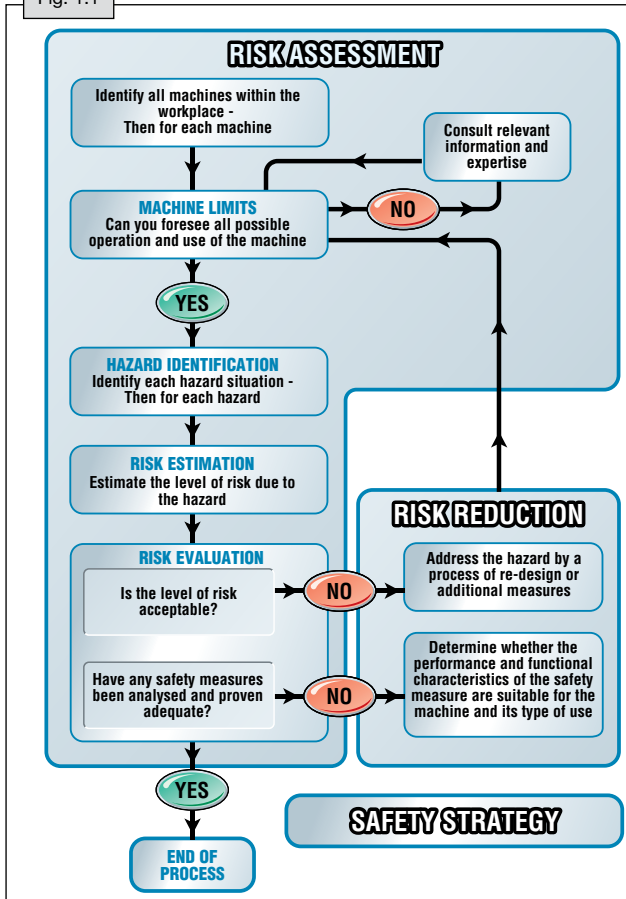 Fig. 1.1
RISK ASSESSMENT
Identify all machines within the
workplace -
Then for each machine
Consult relevant
information and
expertise
MACHINE LIMITS
Can you foresee all possible
operation and use of the machine
NO
YES
HAZARD IDENTIFICATION
Identify each hazard situation -
Then for each hazard
RISK ESTIMATION
Estimate the level of risk due to
the hazard
RISK EVALUATION
Is the level of risk
acceptable?
NO
Have any safety measures
been analysed and proven
adequate?
NO
RISK REDUCTION
Address the hazard by a
process of re-design or
additional measures
Determine whether the
performance and functional
characteristics of the safety
measure are suitable for the
machine and its type of use
YES
END OF
PROCESS
SAFETY STRATEGY